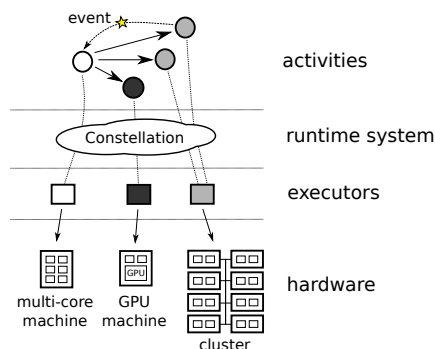 event
activities
Constellation
runtime system
executors
GPU
hardware
multi-core
machine
GPU
machine
cluster